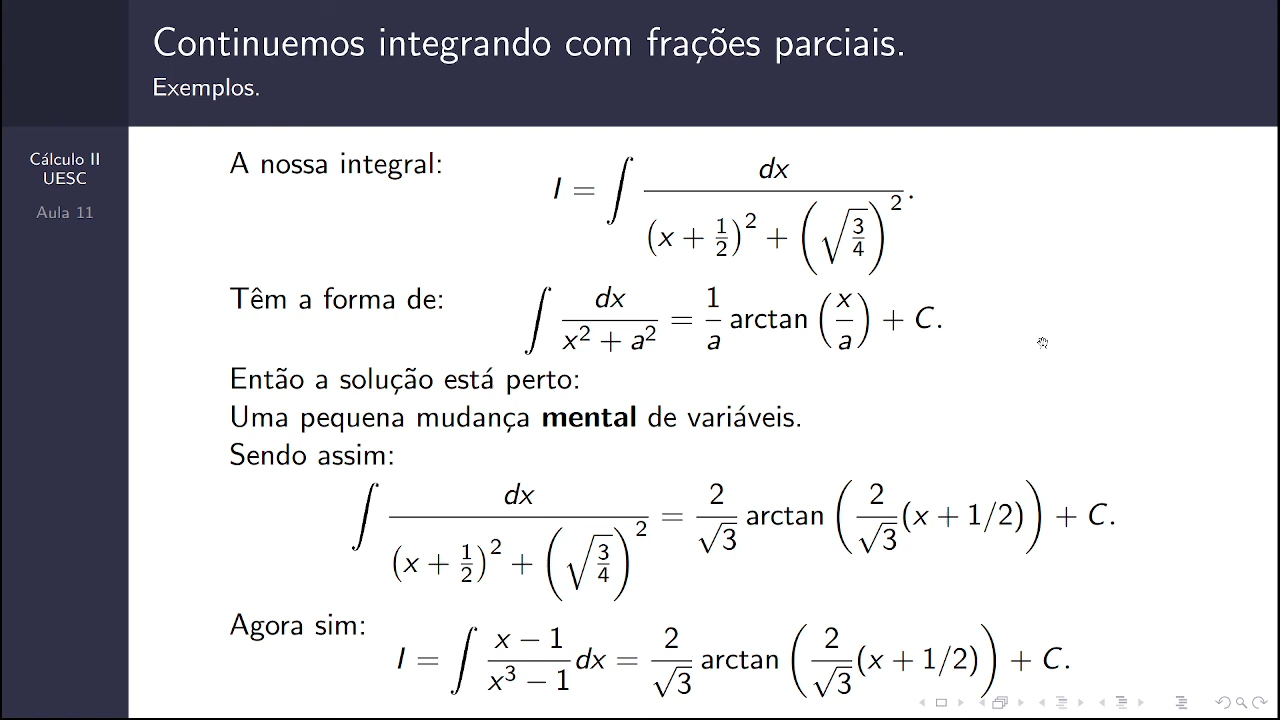 Continuemos integrando com frações parciais.
Exemplos.
Cálculo II
UESC
Aula 11
A nossa integral: I = ∫ dx / ((x + 1/2)² + (√(3/4))²).
Têm a forma de: ∫ dx / (x² + a²) = 1/a arctan (x/a) + C.
Então a solução está perto:
Uma pequena mudança mental de variáveis.
Sendo assim:
∫ dx / ((x + 1/2)² + (√(3/4))²) = 2/√3 arctan (2/√3 (x + 1/2)) + C.
Agora sim: I = ∫ (x − 1)/(x³ − 1) dx = 2/√3 arctan (2/√3 (x + 1/2)) + C.